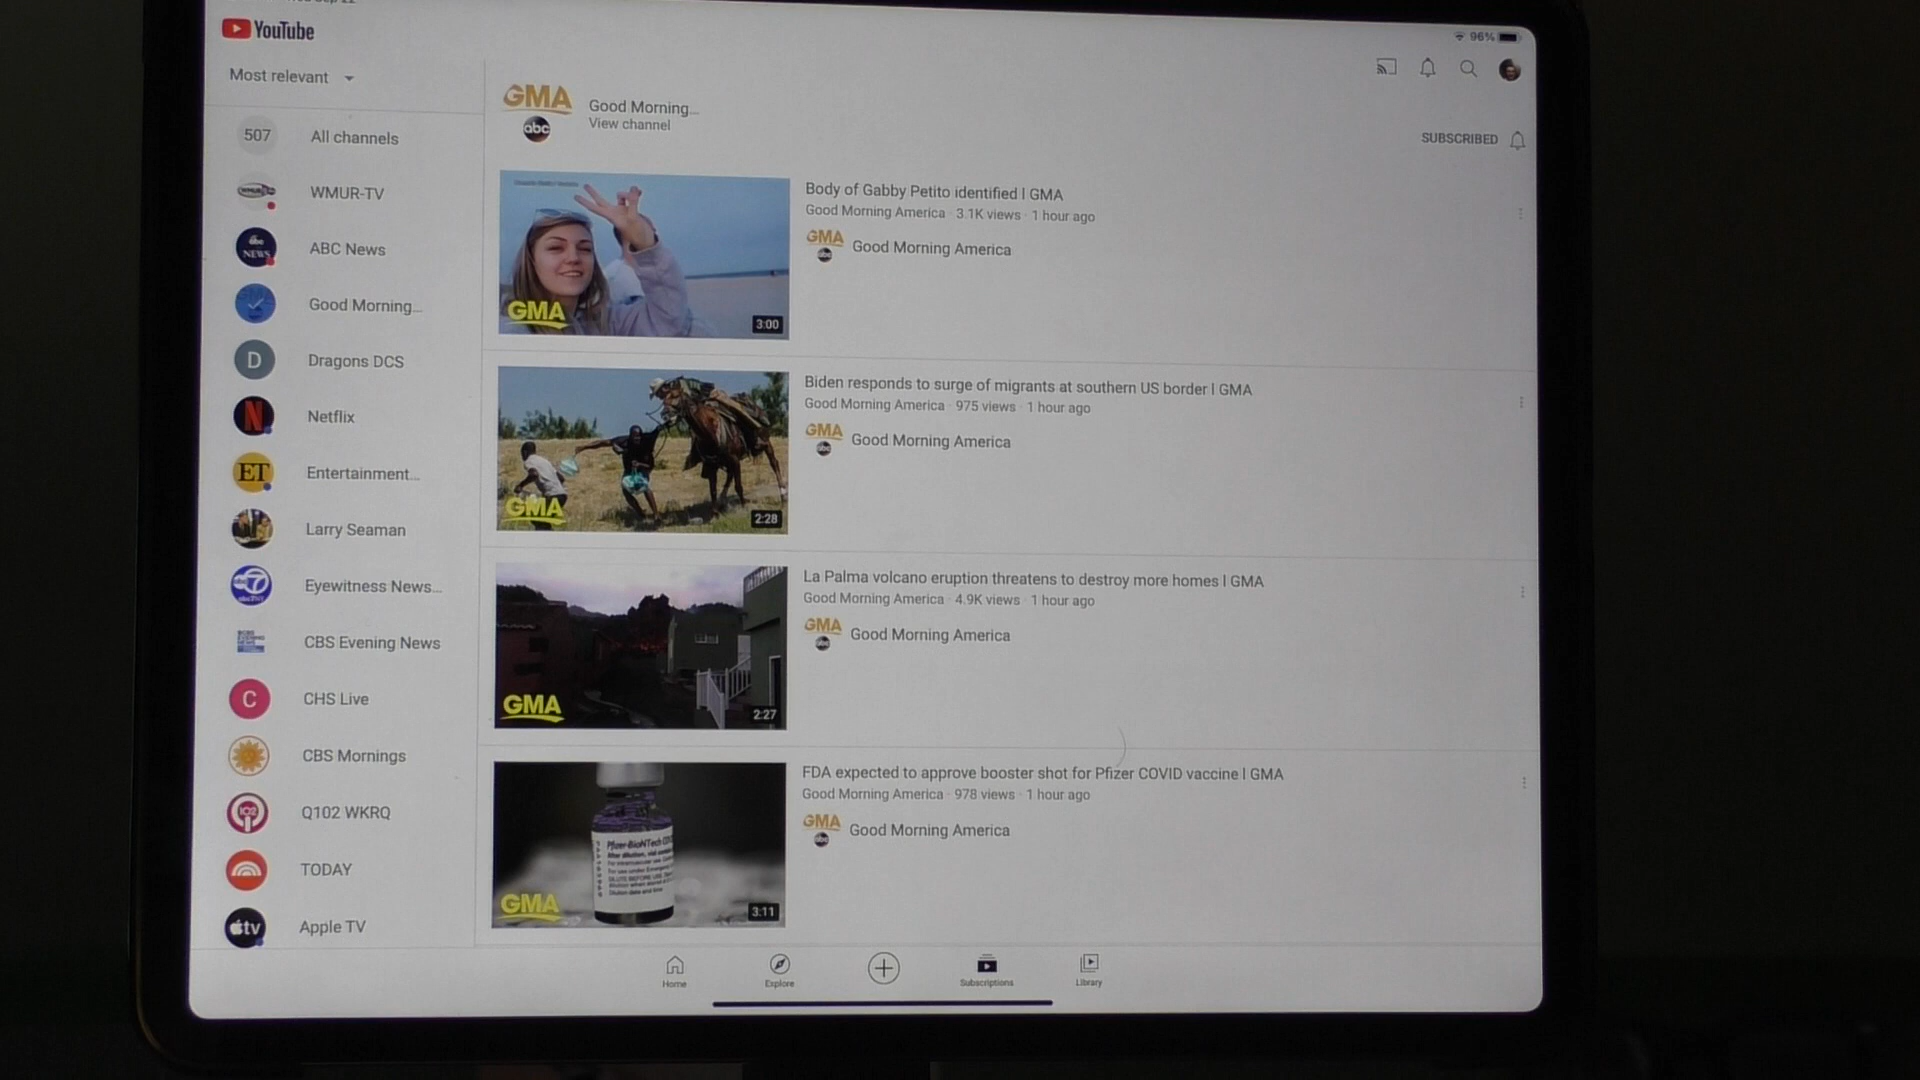 YouTube
96%
Most relevant
507 All channels
WMUR-TV
ABC News
Good Morning...
Dragons DCS
Netflix
Entertainment...
Larry Seaman
Eyewitness News...
CBS Evening News
CHS Live
CBS Mornings
Q102 WKRQ
TODAY
Apple TV
GMA
abc
Good Morning...
View channel
SUBSCRIBED
GMA
3:00
Body of Gabby Petito identified | GMA
Good Morning America · 3.1K views · 1 hour ago
GMA Good Morning America
GMA
2:28
Biden responds to surge of migrants at southern US border | GMA
Good Morning America · 975 views · 1 hour ago
GMA Good Morning America
GMA
2:27
La Palma volcano eruption threatens to destroy more homes | GMA
Good Morning America · 4.9K views · 1 hour ago
GMA Good Morning America
Pfizer-BioNTech
GMA
3:11
FDA expected to approve booster shot for Pfizer COVID vaccine | GMA
Good Morning America · 978 views · 1 hour ago
GMA Good Morning America
Home
Explore
Subscriptions
Library